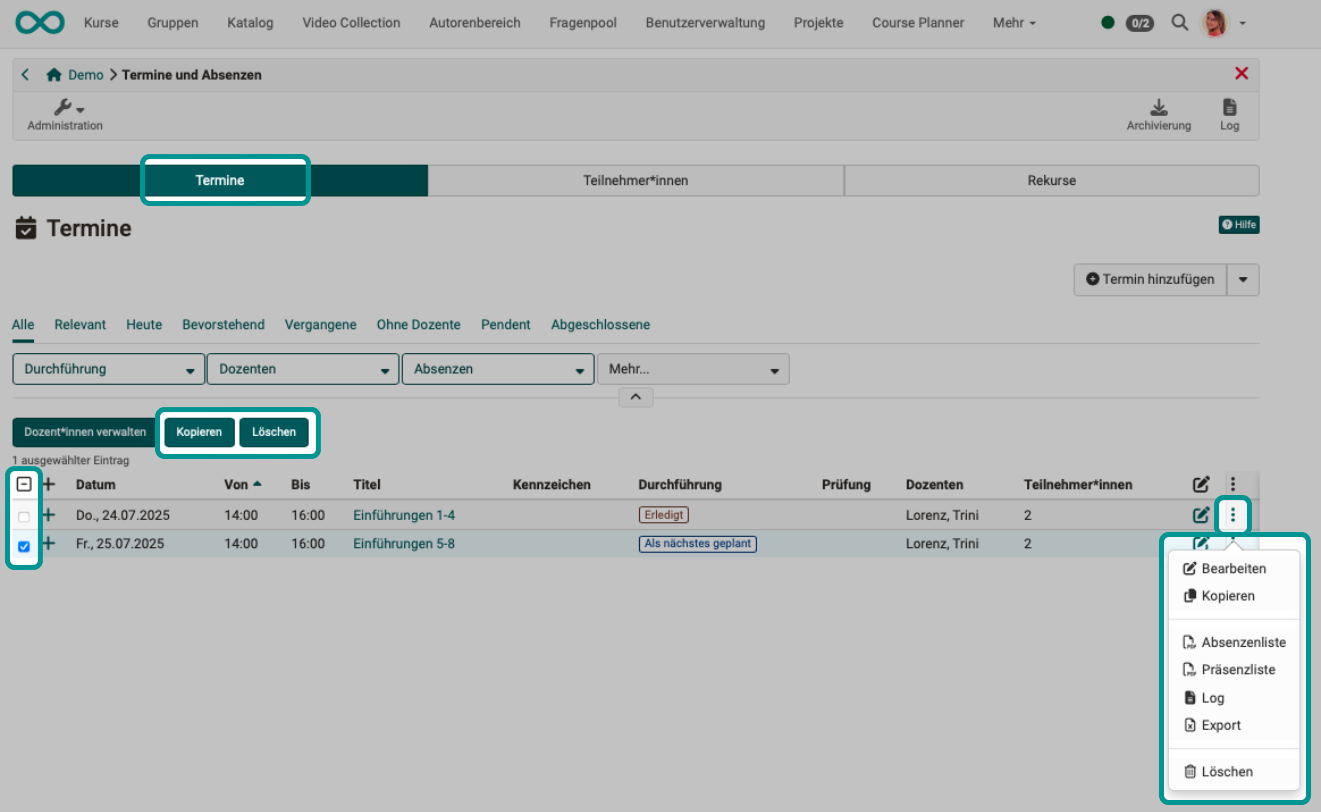 Kurse Gruppen Katalog Video Collection Autorenbereich Fragenpool Benutzerverwaltung Projekte Course Planner Mehr 0/2
Demo Termine und Absenzen
Administration Archivierung Log
Termine Teilnehmer*innen Rekurse
Termine Hilfe
Termin hinzufügen
Alle Relevant Heute Bevorstehend Vergangene Ohne Dozente Pendent Abgeschlossene
Durchführung Dozenten Absenzen Mehr...
Dozent*innen verwalten Kopieren Löschen
1 ausgewählter Eintrag
Datum Von Bis Titel Kennzeichen Durchführung Prüfung Dozenten Teilnehmer*innen
Do., 24.07.2025 14:00 16:00 Einführungen 1-4 Erledigt Lorenz, Trini 2
Fr., 25.07.2025 14:00 16:00 Einführungen 5-8 Als nächstes geplant Lorenz, Trini 2
Bearbeiten
Kopieren
Absenzenliste
Präsenzliste
Log
Export
Löschen